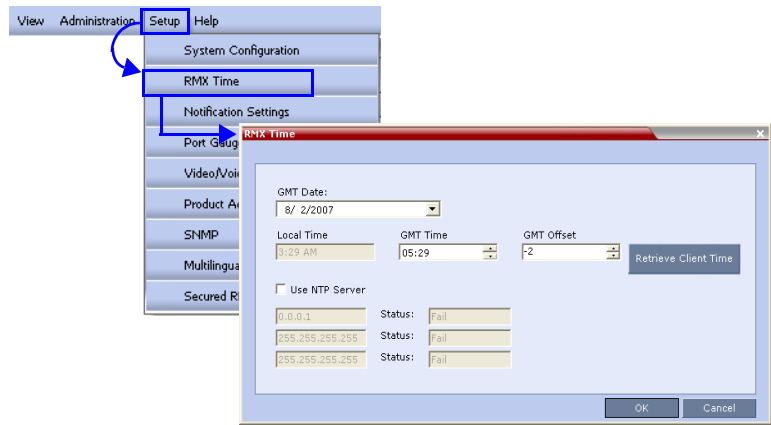 View Administration Setup Help
System Configuration
RMX Time
Notification Settings
Port Gaug
Video/Voi
Product A
SNMP
Multilingua
Secured R
RMX Time x
GMT Date:
8/ 2/2007
Local Time GMT Time GMT Offset
3:29 AM 05:29 -2 Retrieve Client Time
Use NTP Server
0.0.0.1 Status: Fail
255.255.255.255 Status: Fail
255.255.255.255 Status: Fail
OK Cancel